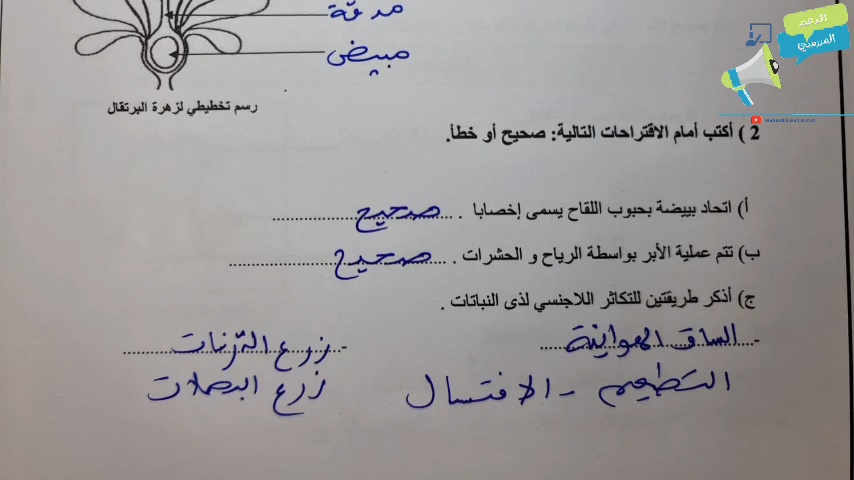 الدعم
المدرسي
soutiensco
مدقة
مبيض
رسم تخطيطي لزهرة البرتقال
2 ) أكتب أمام الاقتراحات التالية: صحيح أو خطأ.
أ) اتحاد بييضة بحبوب اللقاح يسمى إخصابا . صحيح
ب) تتم عملية الأبر بواسطة الرياح و الحشرات . صحيح
ج) أذكر طريقتين للتكاثر اللاجنسي لذى النباتات .
- الساق الهوائية - زرع الدرنات
التطعيم - الافتسال زرع البصلات